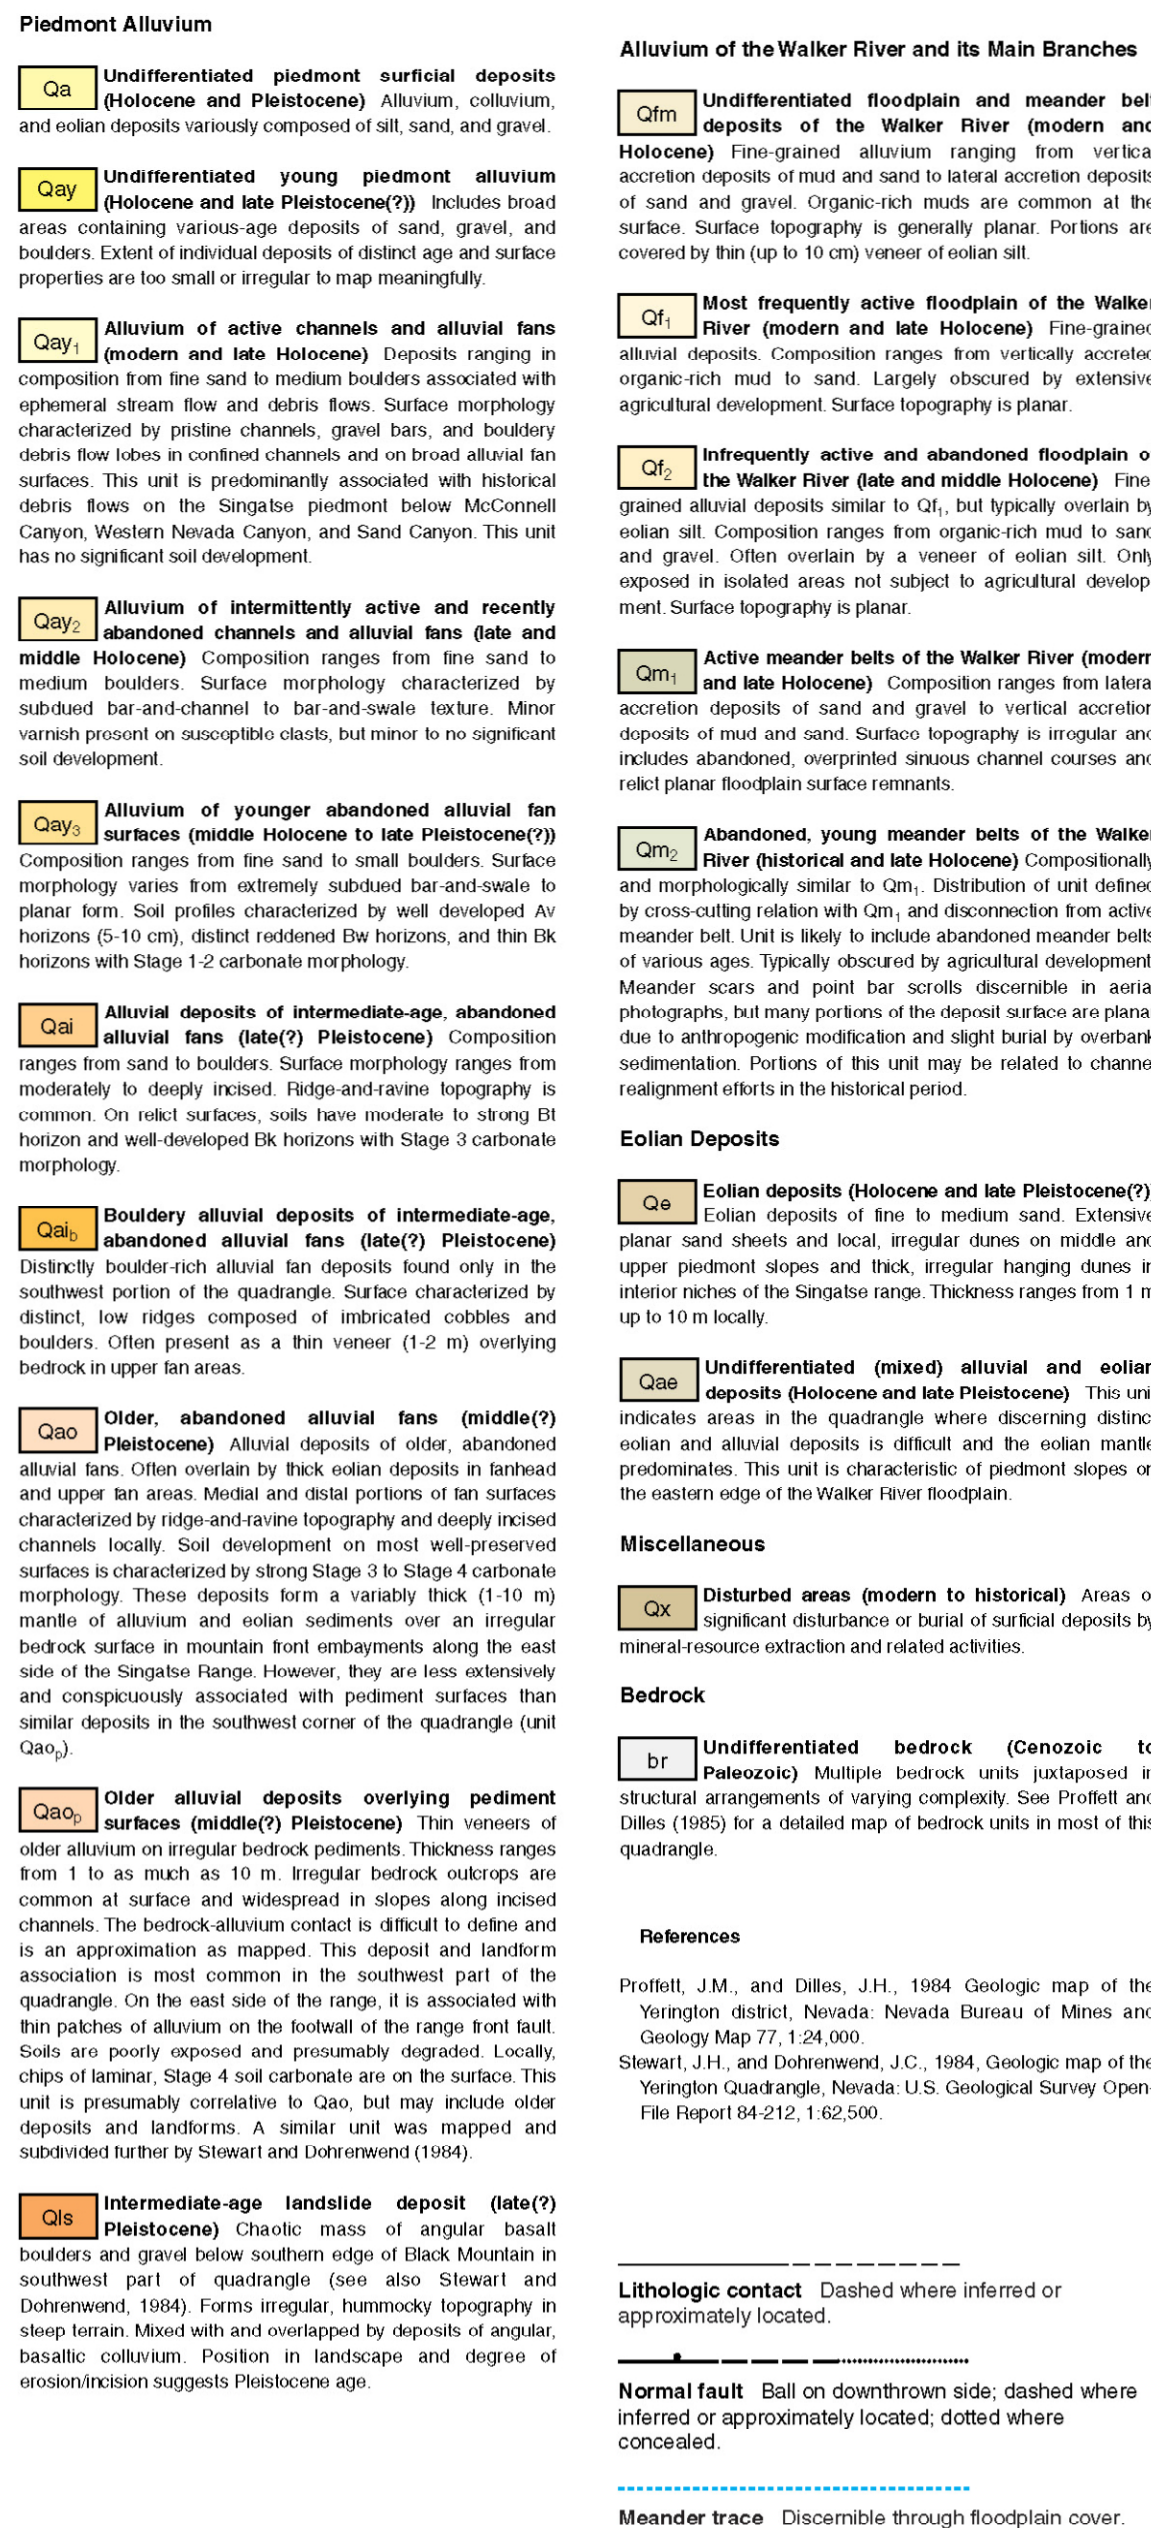 Piedmont Alluvium
Qa
Undifferentiated piedmont surficial deposits
(Holocene and Pleistocene) Alluvium, colluvium,
and eolian deposits variously composed of silt, sand, and gravel.
Qay
Undifferentiated young piedmont alluvium
(Holocene and late Pleistocene(?)) Includes broad
areas containing various-age deposits of sand, gravel, and
boulders. Extent of individual deposits of distinct age and surface
properties are too small or irregular to map meaningfully.
Qay1
Alluvium of active channels and alluvial fans
(modern and late Holocene) Deposits ranging in
composition from fine sand to medium boulders associated with
ephemeral stream flow and debris flows. Surface morphology
characterized by pristine channels, gravel bars, and bouldery
debris flow lobes in confined channels and on broad alluvial fan
surfaces. This unit is predominantly associated with historical
debris flows on the Singatse piedmont below McConnell
Canyon, Western Nevada Canyon, and Sand Canyon. This unit
has no significant soil development.
Qay2
Alluvium of intermittently active and recently
abandoned channels and alluvial fans (late and
middle Holocene) Composition ranges from fine sand to
medium boulders. Surface morphology characterized by
subdued bar-and-channel to bar-and-swale texture. Minor
varnish present on susceptible clasts, but minor to no significant
soil development.
Qay3
Alluvium of younger abandoned alluvial fan
surfaces (middle Holocene to late Pleistocene(?))
Composition ranges from fine sand to small boulders. Surface
morphology varies from extremely subdued bar-and-swale to
planar form. Soil profiles characterized by well developed Av
horizons (5-10 cm), distinct reddened Bw horizons, and thin Bk
horizons with Stage 1-2 carbonate morphology.
Qai
Alluvial deposits of intermediate-age, abandoned
alluvial fans (late(?) Pleistocene) Composition
ranges from sand to boulders. Surface morphology ranges from
moderately to deeply incised. Ridge-and-ravine topography is
common. On relict surfaces, soils have moderate to strong Bt
horizon and well-developed Bk horizons with Stage 3 carbonate
morphology.
Qaib
Bouldery alluvial deposits of intermediate-age,
abandoned alluvial fans (late(?) Pleistocene)
Distinctly boulder-rich alluvial fan deposits found only in the
southwest portion of the quadrangle. Surface characterized by
distinct, low ridges composed of imbricated cobbles and
boulders. Often present as a thin veneer (1-2 m) overlying
bedrock in upper fan areas.
Qao
Older, abandoned alluvial fans (middle(?)
Pleistocene) Alluvial deposits of older, abandoned
alluvial fans. Often overlain by thick eolian deposits in fanhead
and upper fan areas. Medial and distal portions of fan surfaces
characterized by ridge-and-ravine topography and deeply incised
channels locally. Soil development on most well-preserved
surfaces is characterized by strong Stage 3 to Stage 4 carbonate
morphology. These deposits form a variably thick (1-10 m)
mantle of alluvium and eolian sediments over an irregular
bedrock surface in mountain front embayments along the east
side of the Singatse Range. However, they are less extensively
and conspicuously associated with pediment surfaces than
similar deposits in the southwest corner of the quadrangle (unit
Qaop).
Qaop
Older alluvial deposits overlying pediment
surfaces (middle(?) Pleistocene) Thin veneers of
older alluvium on irregular bedrock pediments. Thickness ranges
from 1 to as much as 10 m. Irregular bedrock outcrops are
common at surface and widespread in slopes along incised
channels. The bedrock-alluvium contact is difficult to define and
is an approximation as mapped. This deposit and landform
association is most common in the southwest part of the
quadrangle. On the east side of the range, it is associated with
thin patches of alluvium on the footwall of the range front fault.
Soils are poorly exposed and presumably degraded. Locally,
chips of laminar, Stage 4 soil carbonate are on the surface. This
unit is presumably correlative to Qao, but may include older
deposits and landforms. A similar unit was mapped and
subdivided further by Stewart and Dohrenwend (1984).
Qls
Intermediate-age landslide deposit (late(?)
Pleistocene) Chaotic mass of angular basalt
boulders and gravel below southern edge of Black Mountain in
southwest part of quadrangle (see also Stewart and
Dohrenwend, 1984). Forms irregular, hummocky topography in
steep terrain. Mixed with and overlapped by deposits of angular,
basaltic colluvium. Position in landscape and degree of
erosion/incision suggests Pleistocene age.
Alluvium of the Walker River and its Main Branches
Qfm
Undifferentiated floodplain and meander belt
deposits of the Walker River (modern and
Holocene) Fine-grained alluvium ranging from vertical
accretion deposits of mud and sand to lateral accretion deposits
of sand and gravel. Organic-rich muds are common at the
surface. Surface topography is generally planar. Portions are
covered by thin (up to 10 cm) veneer of eolian silt.
Qf1
Most frequently active floodplain of the Walker
River (modern and late Holocene) Fine-grained
alluvial deposits. Composition ranges from vertically accreted
organic-rich mud to sand. Largely obscured by extensive
agricultural development. Surface topography is planar.
Qf2
Infrequently active and abandoned floodplain of
the Walker River (late and middle Holocene) Fine-
grained alluvial deposits similar to Qf1, but typically overlain by
eolian silt. Composition ranges from organic-rich mud to sand
and gravel. Often overlain by a veneer of eolian silt. Only
exposed in isolated areas not subject to agricultural develop-
ment. Surface topography is planar.
Qm1
Active meander belts of the Walker River (modern
and late Holocene) Composition ranges from lateral
accretion deposits of sand and gravel to vertical accretion
deposits of mud and sand. Surface topography is irregular and
includes abandoned, overprinted sinuous channel courses and
relict planar floodplain surface remnants.
Qm2
Abandoned, young meander belts of the Walker
River (historical and late Holocene) Compositionally
and morphologically similar to Qm1. Distribution of unit defined
by cross-cutting relation with Qm1 and disconnection from active
meander belt. Unit is likely to include abandoned meander belts
of various ages. Typically obscured by agricultural development.
Meander scars and point bar scrolls discernible in aerial
photographs, but many portions of the deposit surface are planar
due to anthropogenic modification and slight burial by overbank
sedimentation. Portions of this unit may be related to channel
realignment efforts in the historical period.
Eolian Deposits
Qe
Eolian deposits (Holocene and late Pleistocene(?))
Eolian deposits of fine to medium sand. Extensive
planar sand sheets and local, irregular dunes on middle and
upper piedmont slopes and thick, irregular hanging dunes in
interior niches of the Singatse range. Thickness ranges from 1 m
up to 10 m locally.
Qae
Undifferentiated (mixed) alluvial and eolian
deposits (Holocene and late Pleistocene) This unit
indicates areas in the quadrangle where discerning distinct
eolian and alluvial deposits is difficult and the eolian mantle
predominates. This unit is characteristic of piedmont slopes on
the eastern edge of the Walker River floodplain.
Miscellaneous
Qx
Disturbed areas (modern to historical) Areas of
significant disturbance or burial of surficial deposits by
mineral-resource extraction and related activities.
Bedrock
br
Undifferentiated bedrock (Cenozoic to
Paleozoic) Multiple bedrock units juxtaposed in
structural arrangements of varying complexity. See Proffett and
Dilles (1985) for a detailed map of bedrock units in most of this
quadrangle.
References
Proffett, J.M., and Dilles, J.H., 1984 Geologic map of the
Yerington district, Nevada: Nevada Bureau of Mines and
Geology Map 77, 1:24,000.
Stewart, J.H., and Dohrenwend, J.C., 1984, Geologic map of the
Yerington Quadrangle, Nevada: U.S. Geological Survey Open-
File Report 84-212, 1:62,500.
Lithologic contact Dashed where inferred or
approximately located.
Normal fault Ball on downthrown side; dashed where
inferred or approximately located; dotted where
concealed.
Meander trace Discernible through floodplain cover.